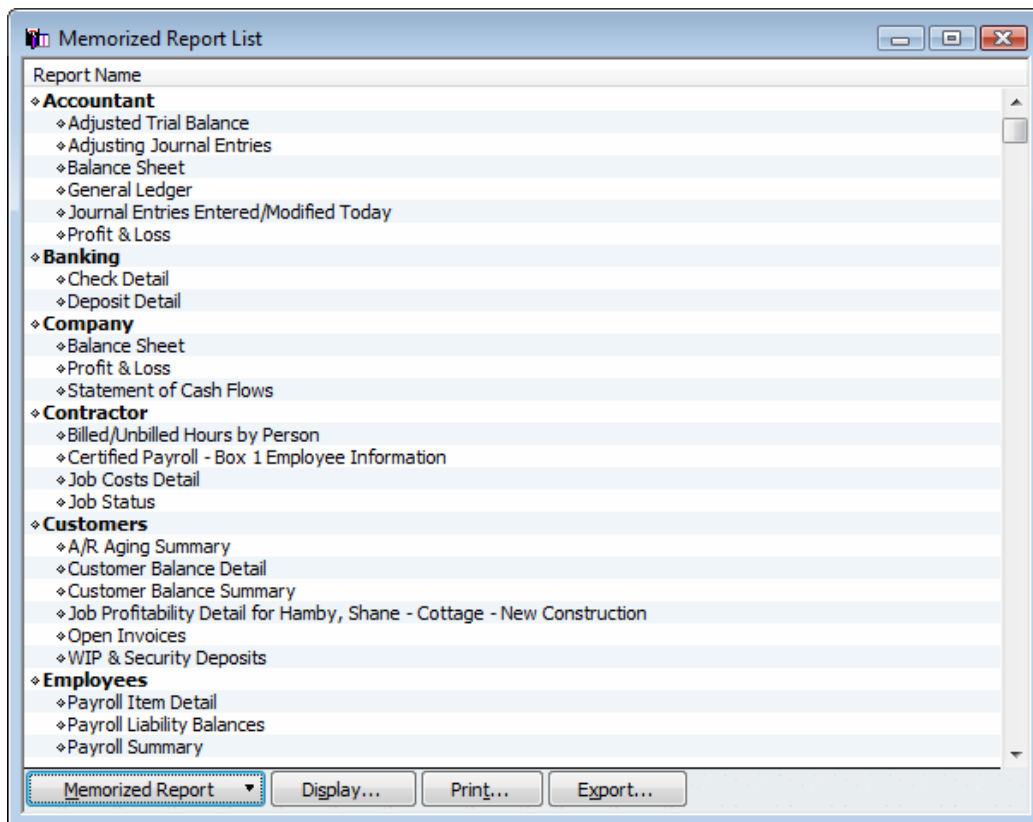 Memorized Report List
Report Name
Accountant
Adjusted Trial Balance
Adjusting Journal Entries
Balance Sheet
General Ledger
Journal Entries Entered/Modified Today
Profit & Loss
Banking
Check Detail
Deposit Detail
Company
Balance Sheet
Profit & Loss
Statement of Cash Flows
Contractor
Billed/Unbilled Hours by Person
Certified Payroll - Box 1 Employee Information
Job Costs Detail
Job Status
Customers
A/R Aging Summary
Customer Balance Detail
Customer Balance Summary
Job Profitability Detail for Hamby, Shane - Cottage - New Construction
Open Invoices
WIP & Security Deposits
Employees
Payroll Item Detail
Payroll Liability Balances
Payroll Summary
Memorized Report Display... Print... Export...